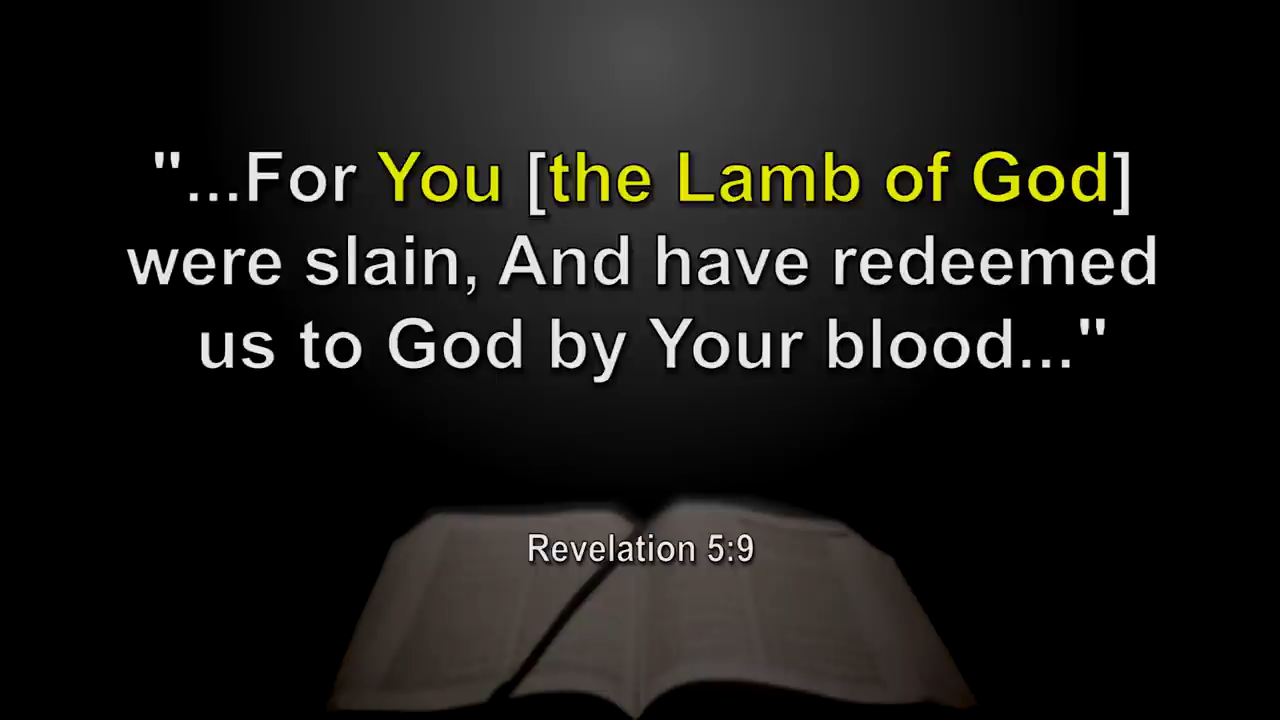 "...For You [the Lamb of God]
were slain, And have redeemed
us to God by Your blood..."
Revelation 5:9